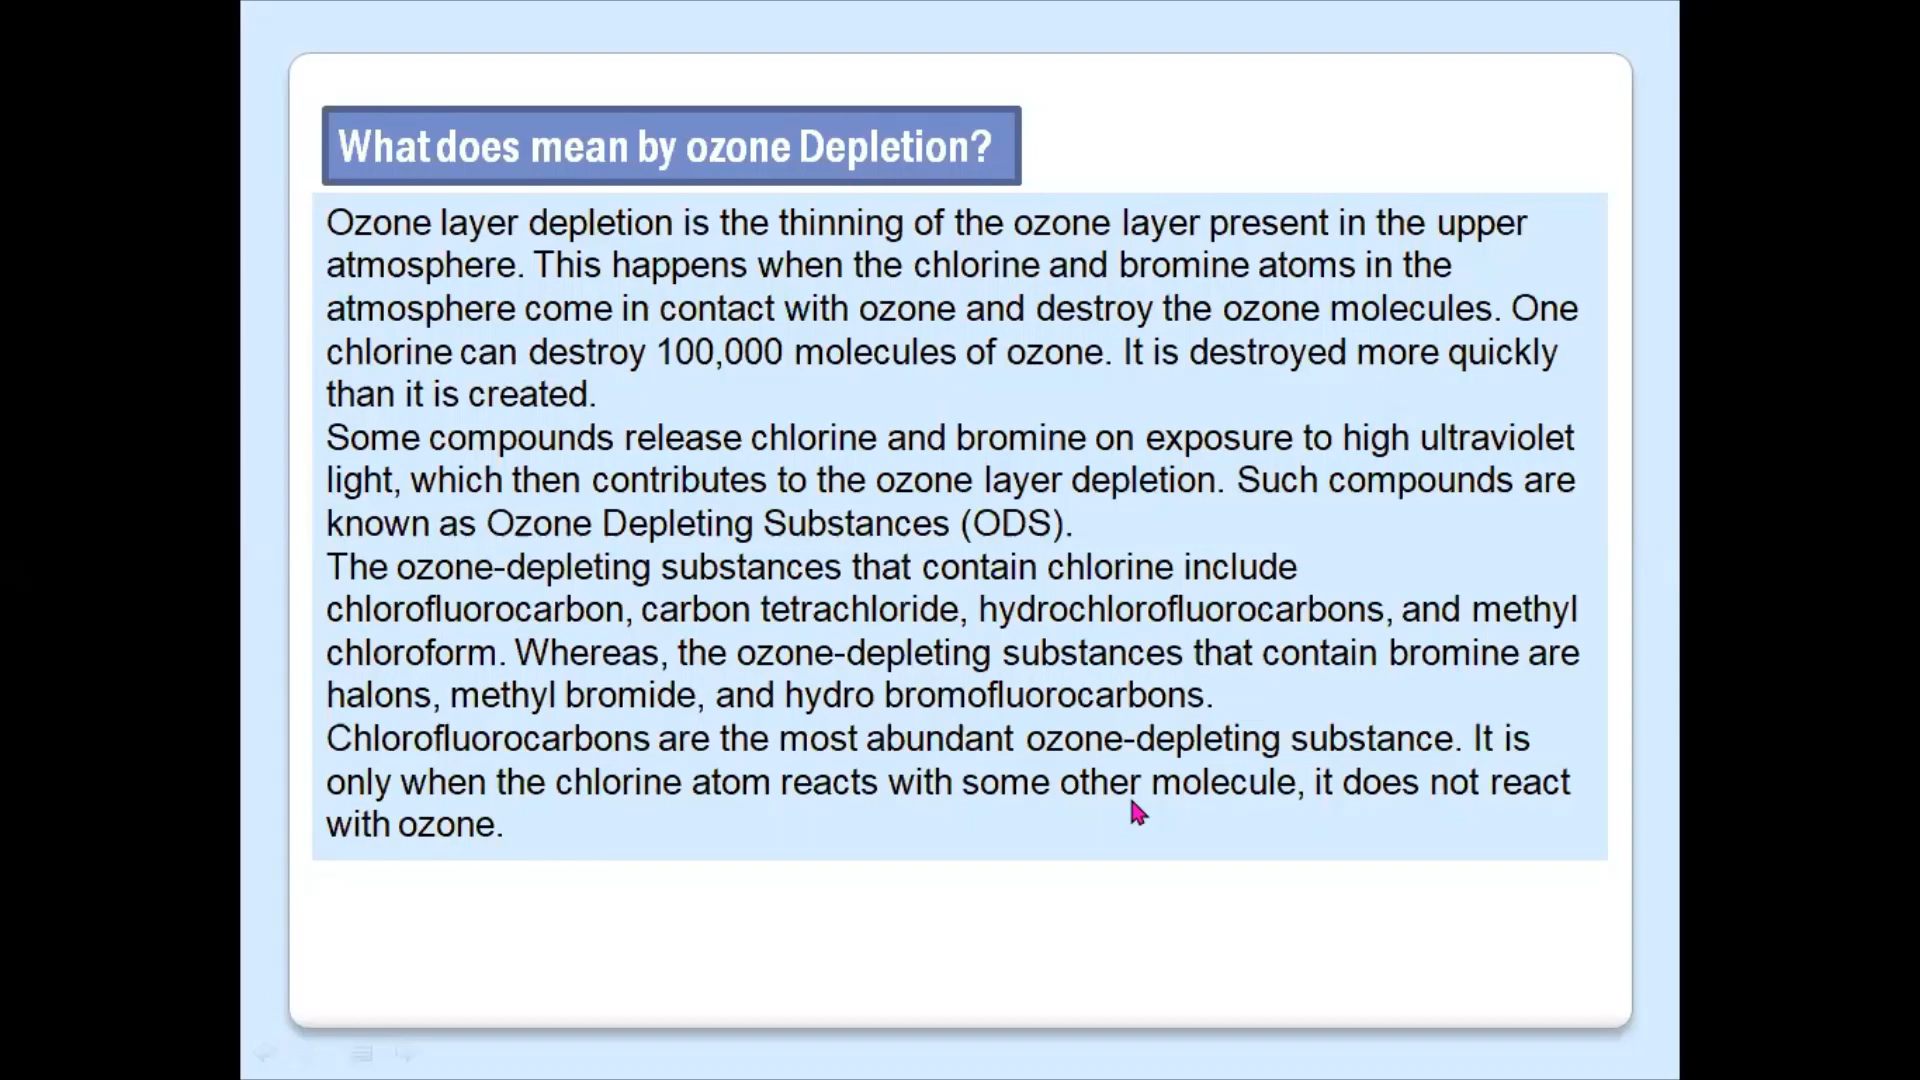 What does mean by ozone Depletion?
Ozone layer depletion is the thinning of the ozone layer present in the upper
atmosphere. This happens when the chlorine and bromine atoms in the
atmosphere come in contact with ozone and destroy the ozone molecules. One
chlorine can destroy 100,000 molecules of ozone. It is destroyed more quickly
than it is created.
Some compounds release chlorine and bromine on exposure to high ultraviolet
light, which then contributes to the ozone layer depletion. Such compounds are
known as Ozone Depleting Substances (ODS).
The ozone-depleting substances that contain chlorine include
chlorofluorocarbon, carbon tetrachloride, hydrochlorofluorocarbons, and methyl
chloroform. Whereas, the ozone-depleting substances that contain bromine are
halons, methyl bromide, and hydro bromofluorocarbons.
Chlorofluorocarbons are the most abundant ozone-depleting substance. It is
only when the chlorine atom reacts with some other molecule, it does not react
with ozone.